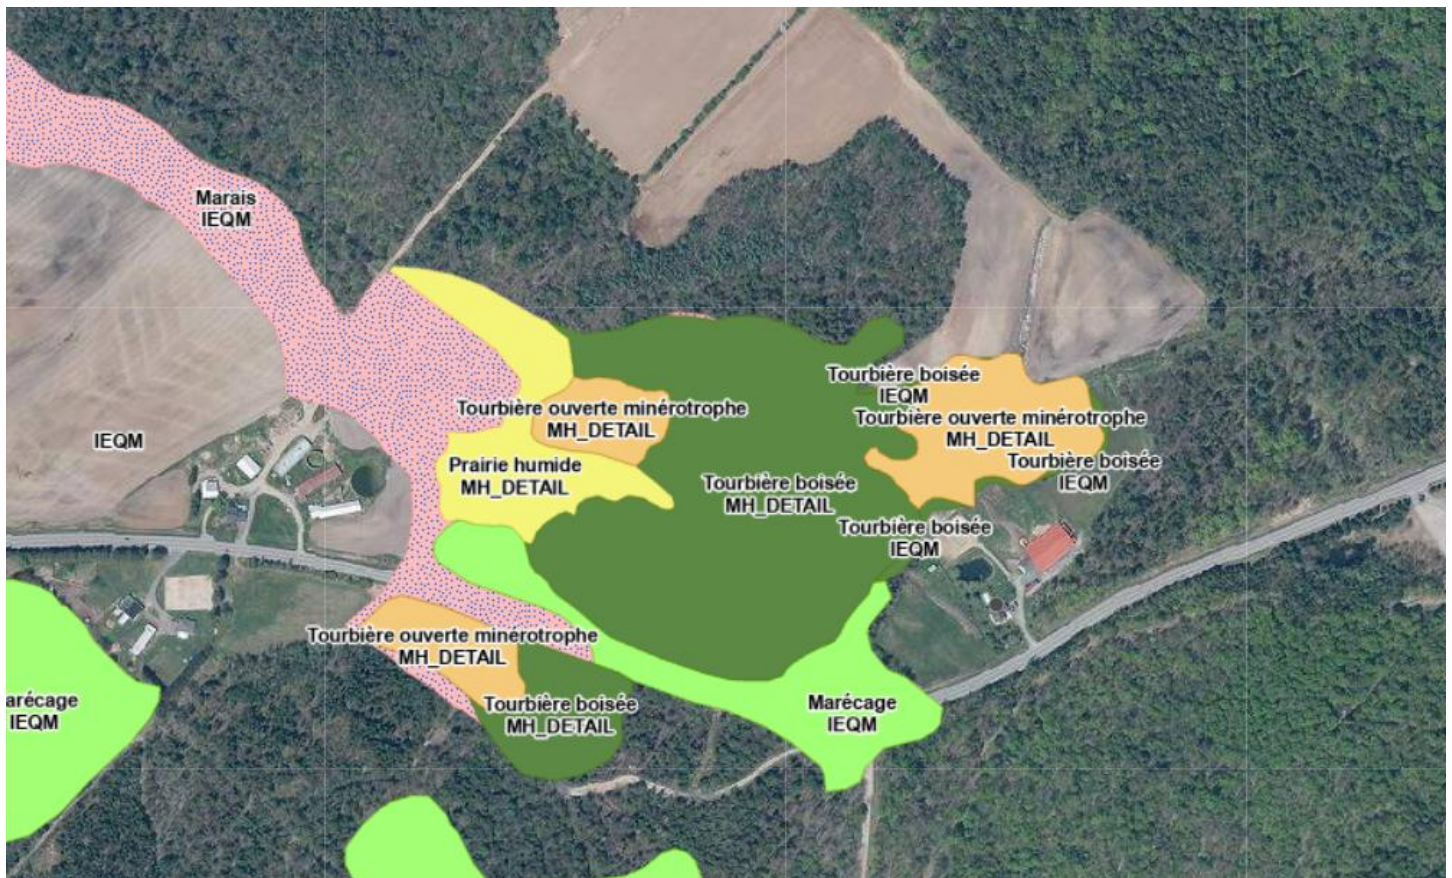 Marais
IEQM
Tourbière boisée
IEQM
Tourbière ouverte minérotrophe
MH_DETAIL
Tourbière ouverte minérotrophe
MH_DETAIL
IEQM
Prairie humide
MH_DETAIL
Tourbière boisée
IEQM
Tourbière boisée
MH_DETAIL
Tourbière boisée
IEQM
Tourbière ouverte minérotrophe
MH_DETAIL
arécage
IEQM
Tourbière boisée
MH_DETAIL
Marécage
IEQM